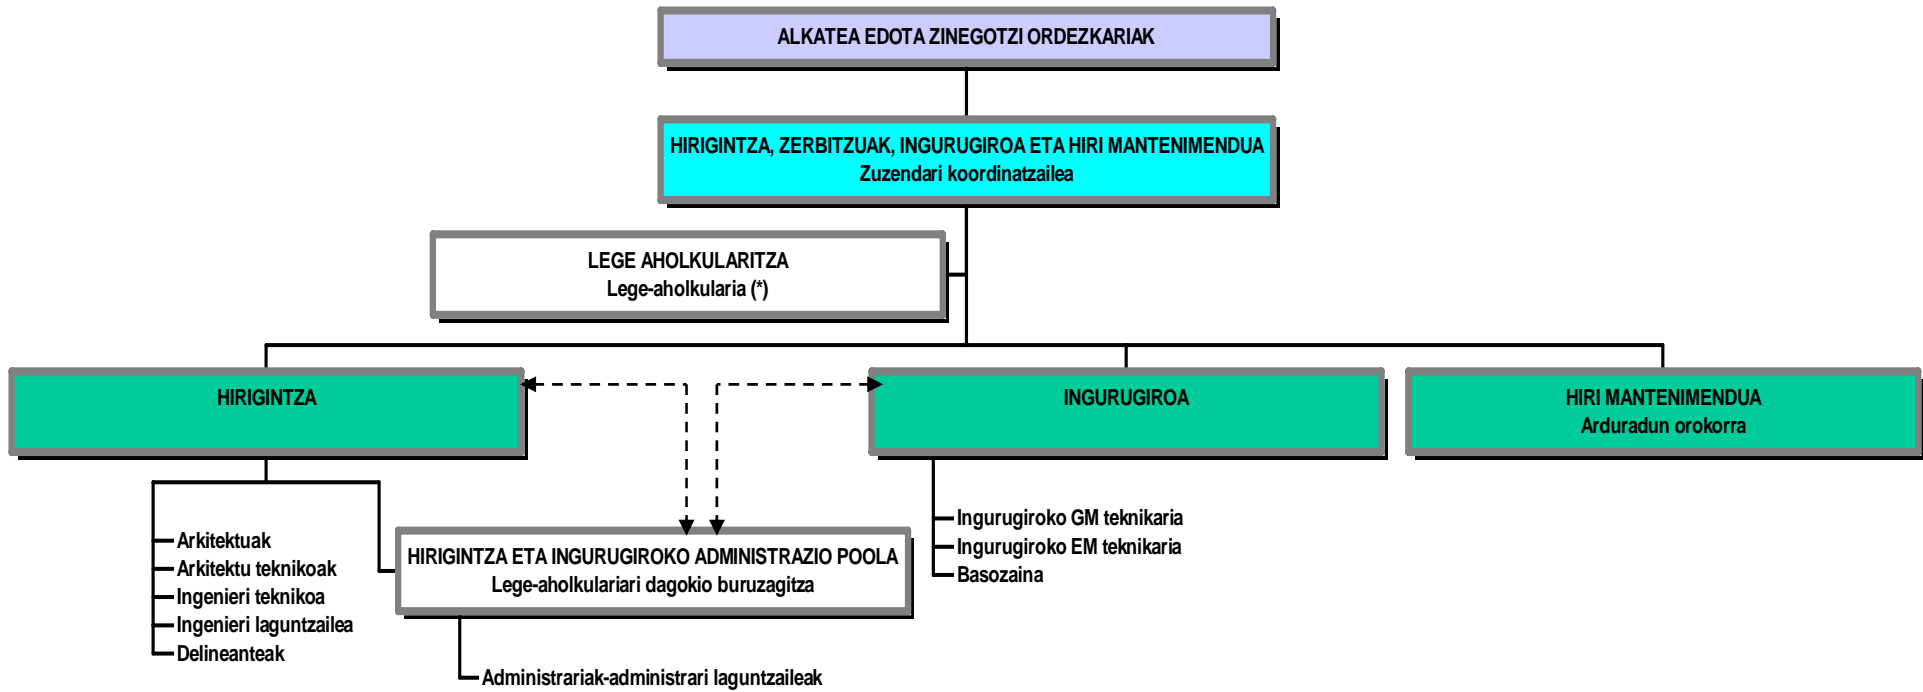 ALKATEA EDOTA ZINEGOTZI ORDEZKARIAK
HIRIGINTZA, ZERBITZUAK, INGURUGIROA ETA HIRI MANTENIMENDUA
Zuzendari koordinatzailea
LEGE AHOLKULARITZA
Lege-aholkularia (*)
HIRIGINTZA
INGURUGIROA
HIRI MANTENIMENDUA
Arduradun orokorra
Arkitektuak
Arkitektu teknikoak
Ingenieri teknikoa
Ingenieri laguntzailea
Delineanteak
HIRIGINTZA ETA INGURUGIROKO ADMINISTRAZIO POOLA
Lege-aholkulariari dagokio buruzagitza
Administrariak-administrari laguntzaileak
Ingurugiroko GM teknikaria
Ingurugiroko EM teknikaria
Basozaina